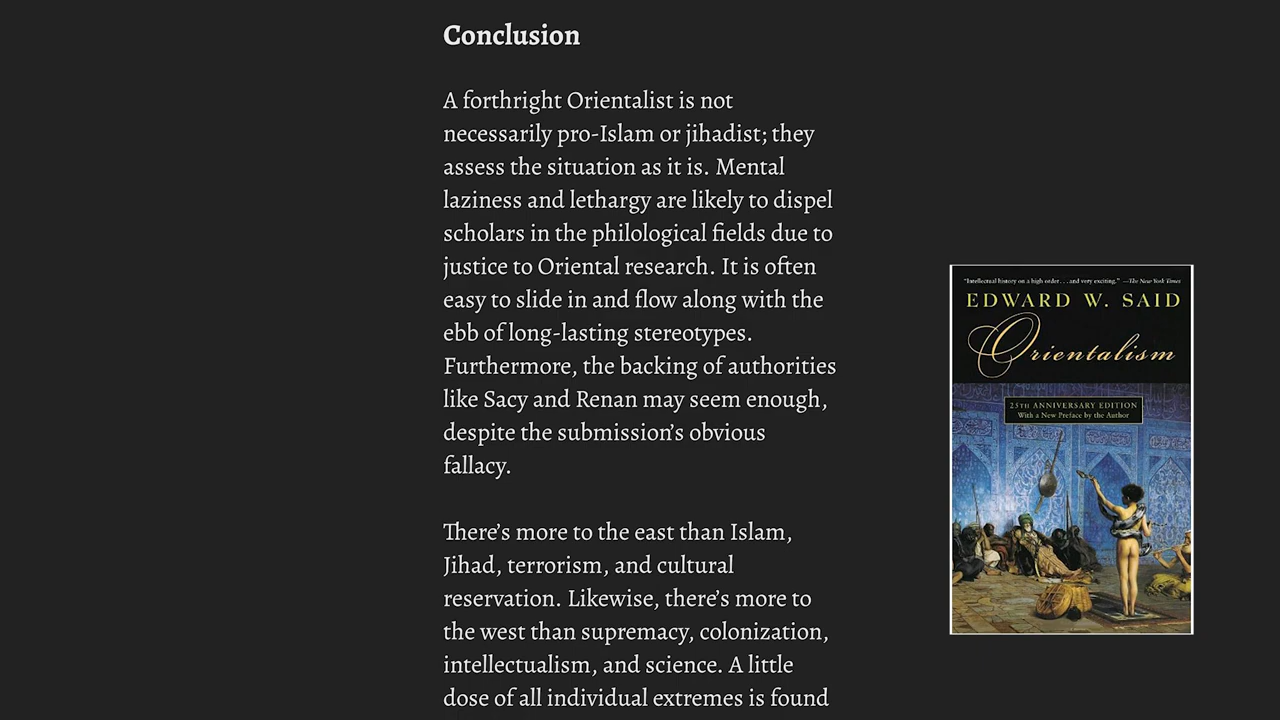 Conclusion
A forthright Orientalist is not
necessarily pro-Islam or jihadist; they
assess the situation as it is. Mental
laziness and lethargy are likely to dispel
scholars in the philological fields due to
justice to Oriental research. It is often
easy to slide in and flow along with the
ebb of long-lasting stereotypes.
Furthermore, the backing of authorities
like Sacy and Renan may seem enough,
despite the submission’s obvious
fallacy.
There’s more to the east than Islam,
Jihad, terrorism, and cultural
reservation. Likewise, there’s more to
the west than supremacy, colonization,
intellectualism, and science. A little
dose of all individual extremes is found
"Intellectual history on a high order . . . and very exciting." —The New York Times
EDWARD W. SAID
Orientalism
25TH ANNIVERSARY EDITION
With a New Preface by the Author